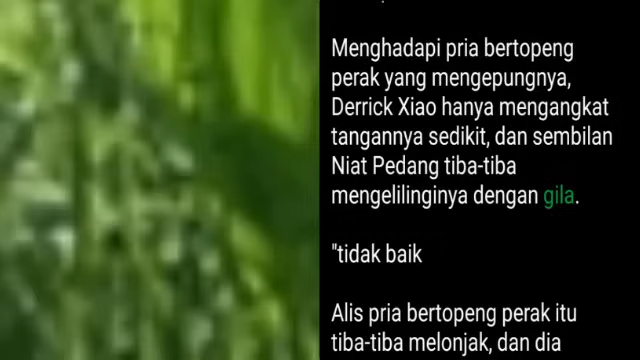 Menghadapi pria bertopeng
perak yang mengepungnya,
Derrick Xiao hanya mengangkat
tangannya sedikit, dan sembilan
Niat Pedang tiba-tiba
mengelilinginya dengan gila.
"tidak baik
Alis pria bertopeng perak itu
tiba-tiba melonjak, dan dia